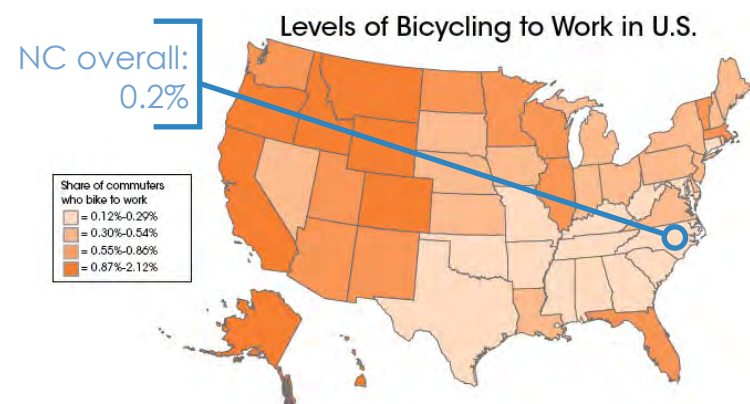 Levels of Bicycling to Work in U.S.
NC overall:
0.2%
Share of commuters
who bike to work
= 0.12%-0.29%
= 0.30%-0.54%
= 0.55%-0.86%
= 0.87%-2.12%